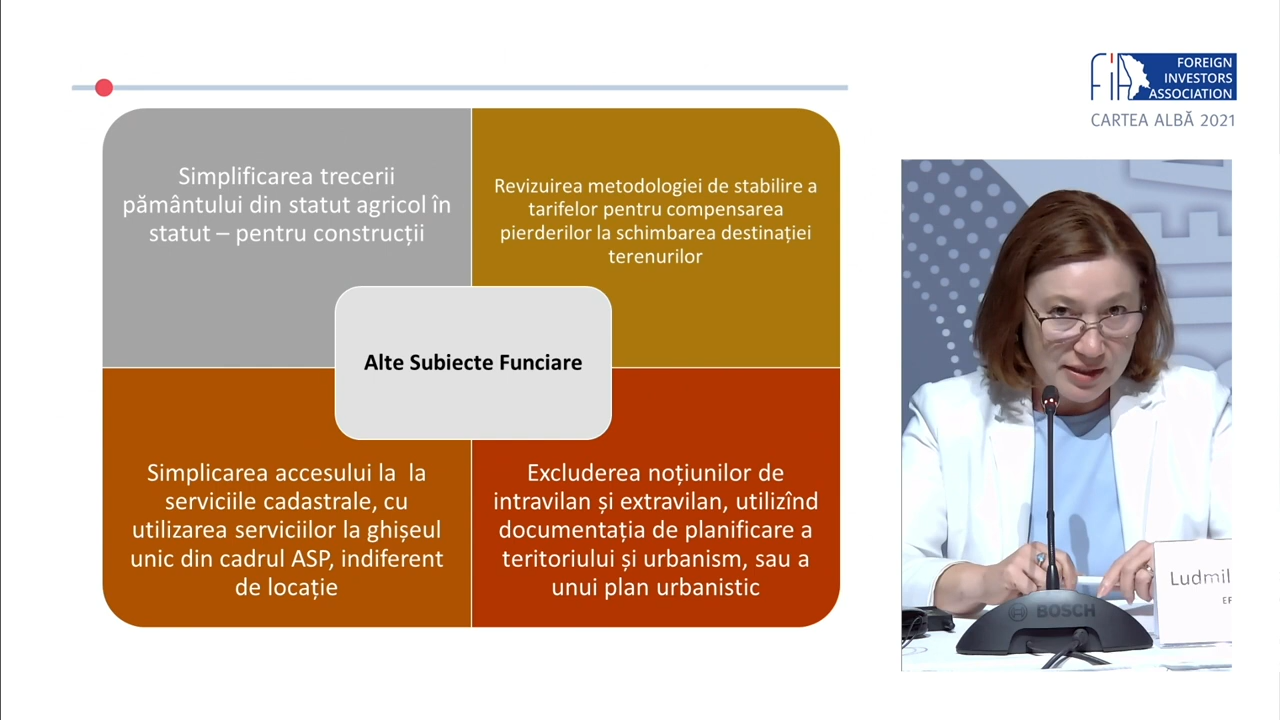 FIA
FOREIGN
INVESTORS
ASSOCIATION
CARTEA ALBĂ 2021
Simplificarea trecerii
pământului din statut agricol în
statut – pentru construcții
Revizuirea metodologiei de stabilire a
tarifelor pentru compensarea
pierderilor la schimbarea destinației
terenurilor
Alte Subiecte Funciare
Simplicarea accesului la la
serviciile cadastrale, cu
utilizarea serviciilor la ghișeul
unic din cadrul ASP, indiferent
de locație
Excluderea noțiunilor de
intravilan și extravilan, utilizînd
documentația de planificare a
teritoriului și urbanism, sau a
unui plan urbanistic
BOSCH
Ludmil
EF